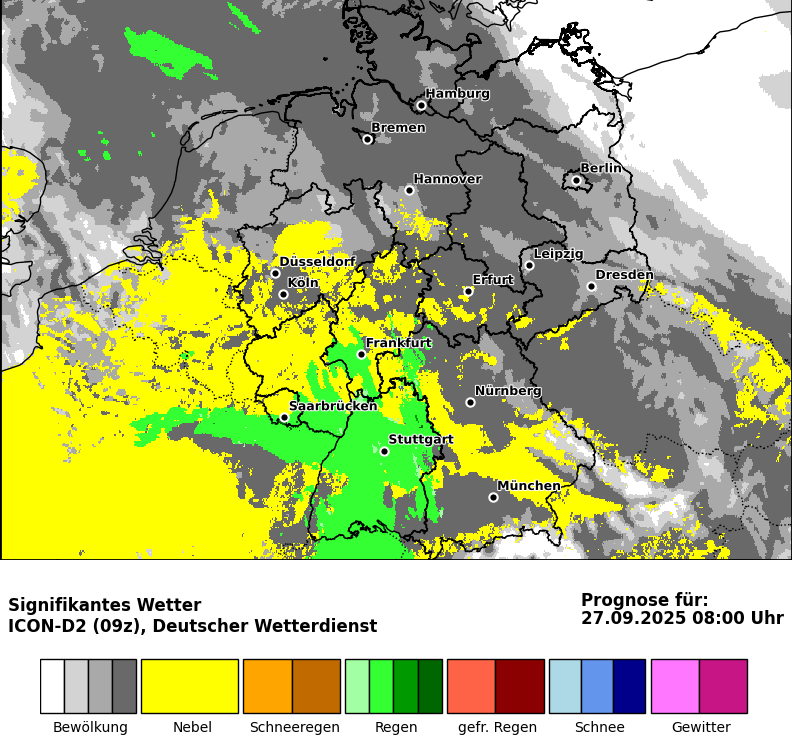 Hamburg
Bremen
Berlin
Hannover
Leipzig
Düsseldorf
Dresden
Köln
Erfurt
Frankfurt
Nürnberg
Saarbrücken
Stuttgart
München
Signifikantes Wetter
ICON-D2 (09z), Deutscher Wetterdienst
Prognose für:
27.09.2025 08:00 Uhr
Bewölkung Nebel Schneeregen Regen gefr. Regen Schnee Gewitter